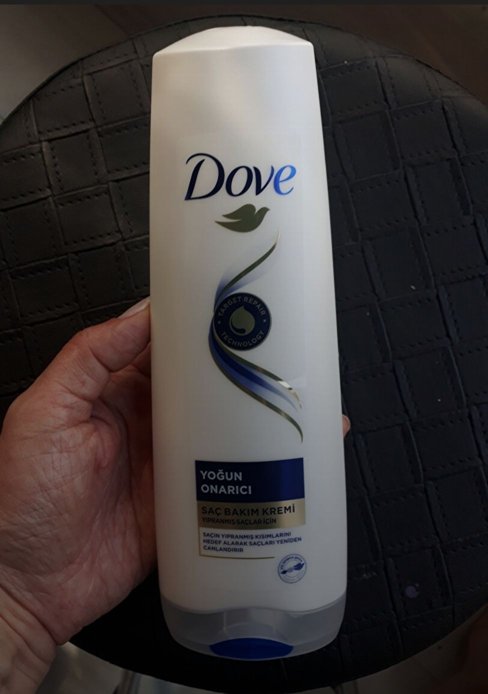 Dove
TARGET REPAIR
TECHNOLOGY
YOĞUN
ONARICI
SAÇ BAKIM KREMİ
YIPRANMIŞ SAÇLAR İÇİN
SAÇIN YIPRANMIŞ KISIMLARINI
HEDEF ALARAK SAÇLARI YENİDEN
CANLANDIRIR